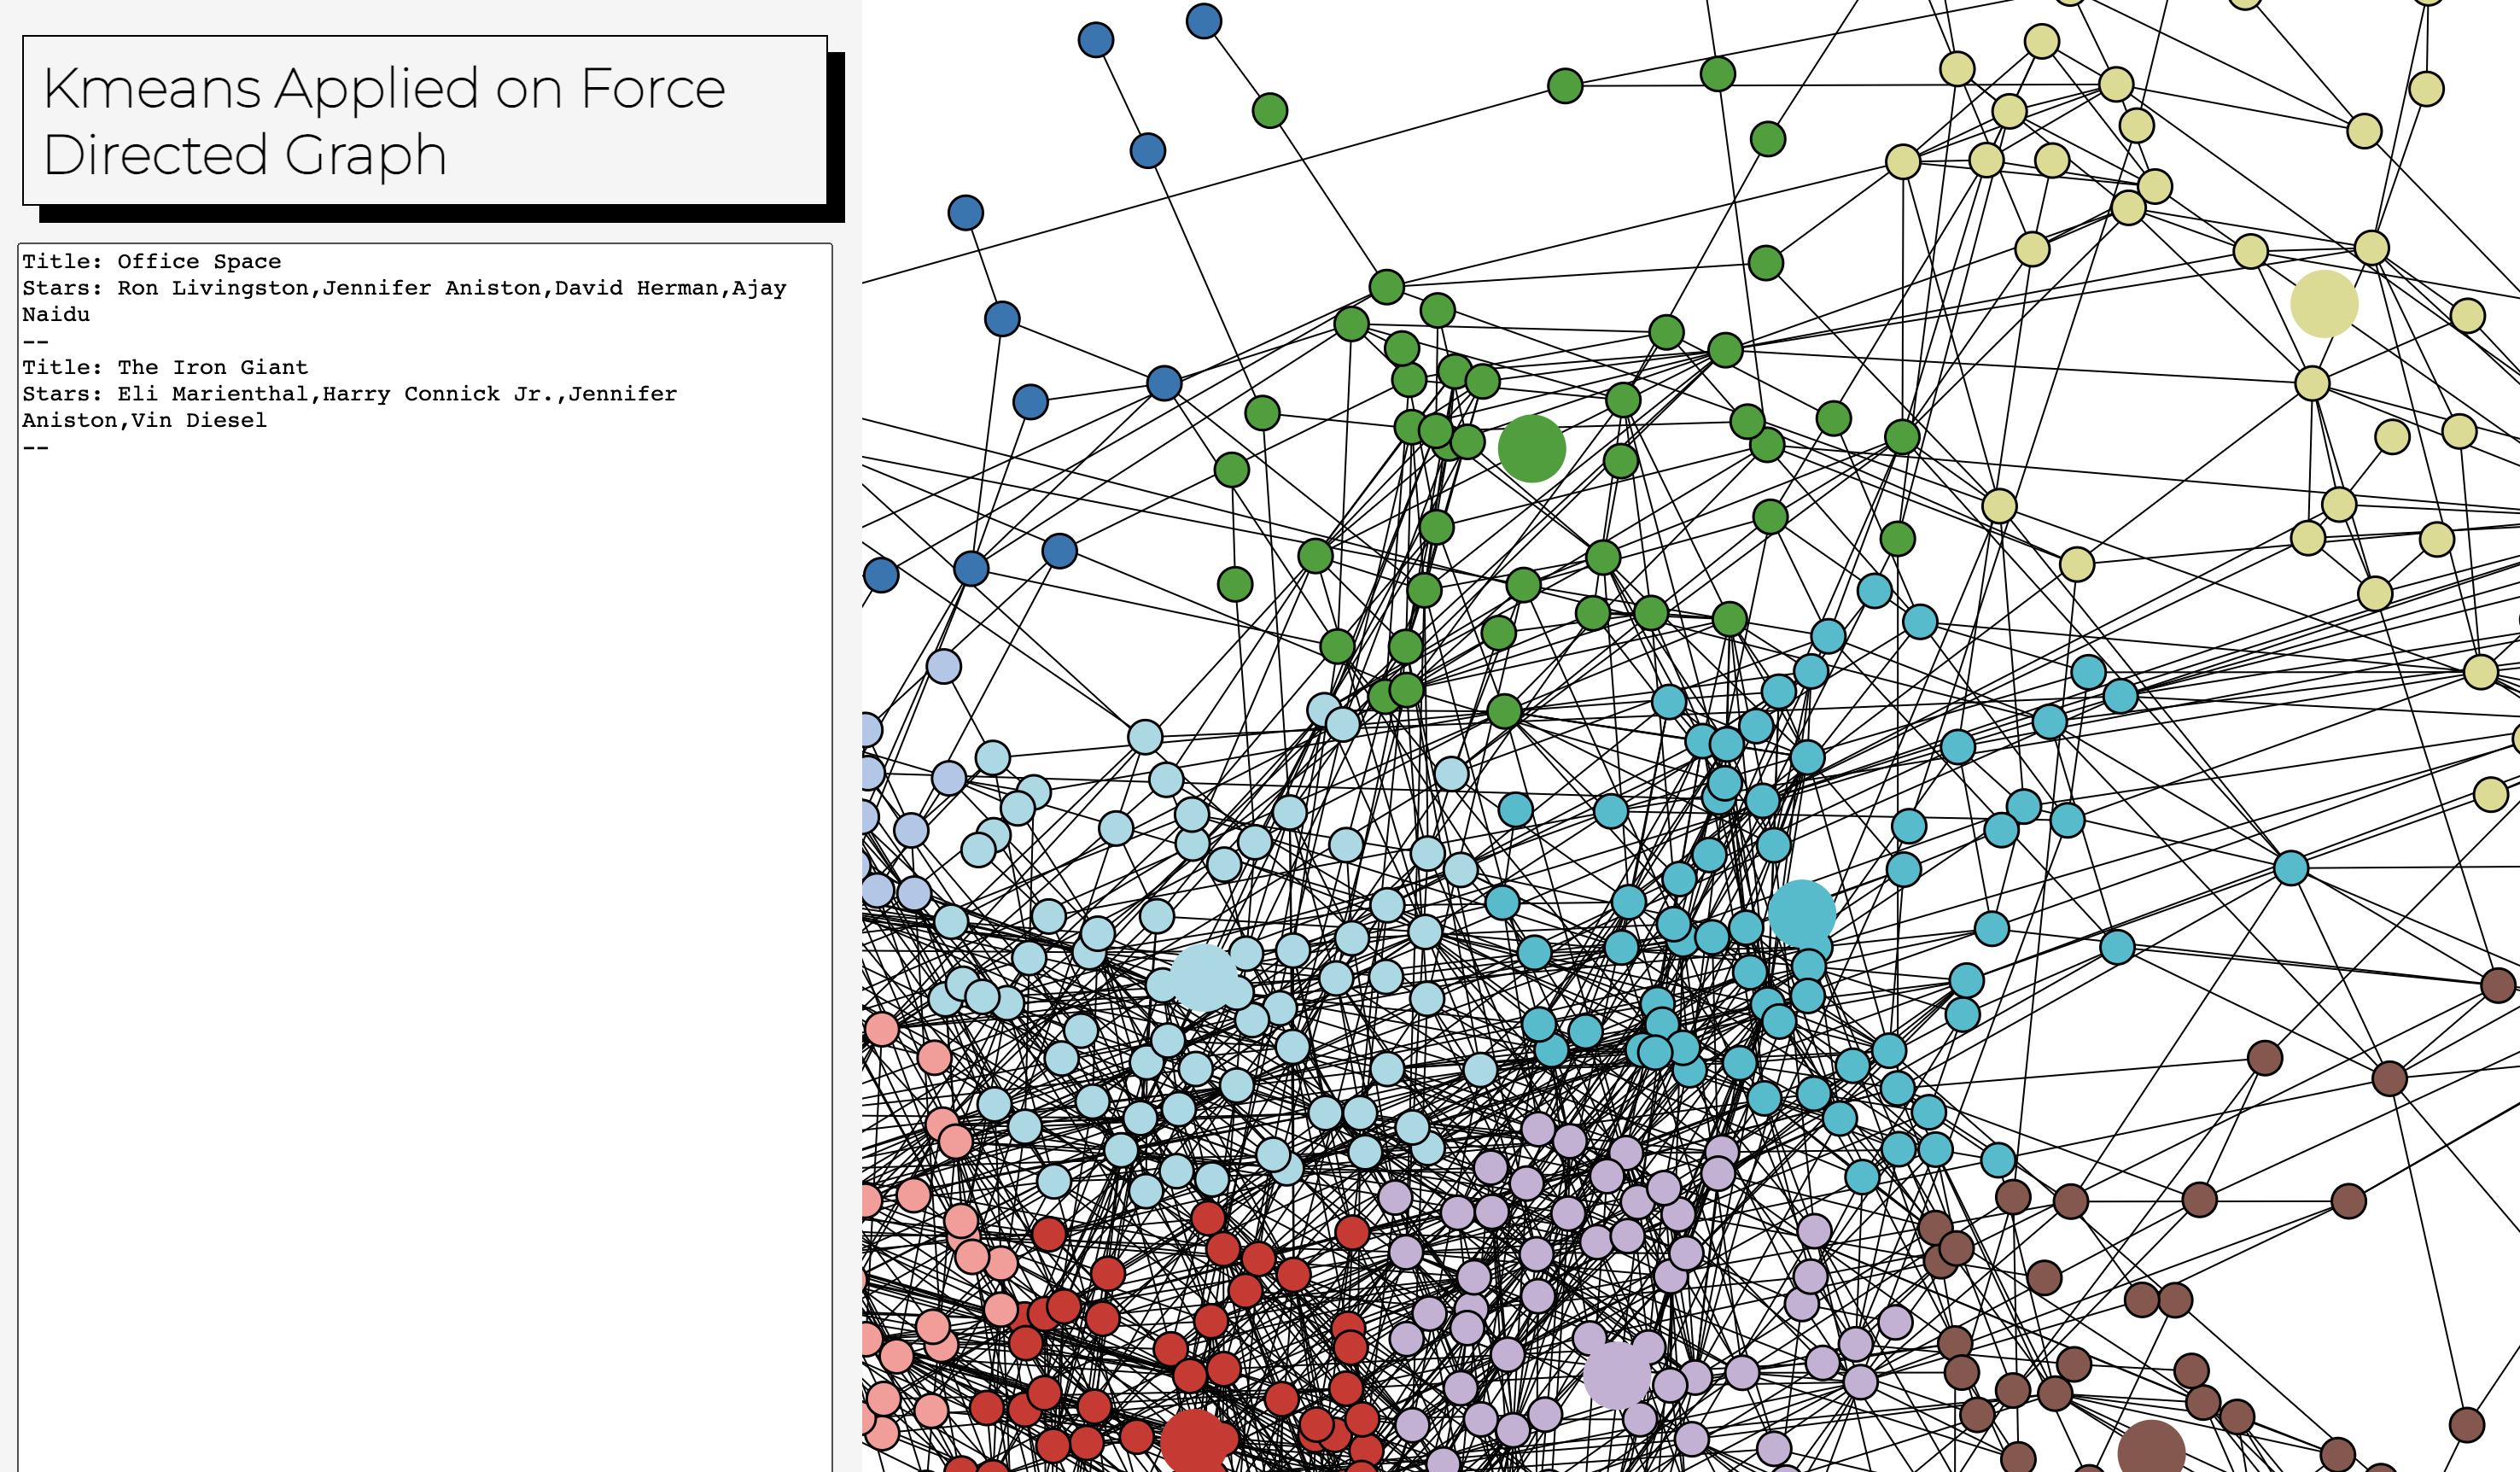 Kmeans Applied on Force
Directed Graph
Title: Office Space
Stars: Ron Livingston,Jennifer Aniston,David Herman,Ajay
Naidu
--
Title: The Iron Giant
Stars: Eli Marienthal,Harry Connick Jr.,Jennifer
Aniston,Vin Diesel
--